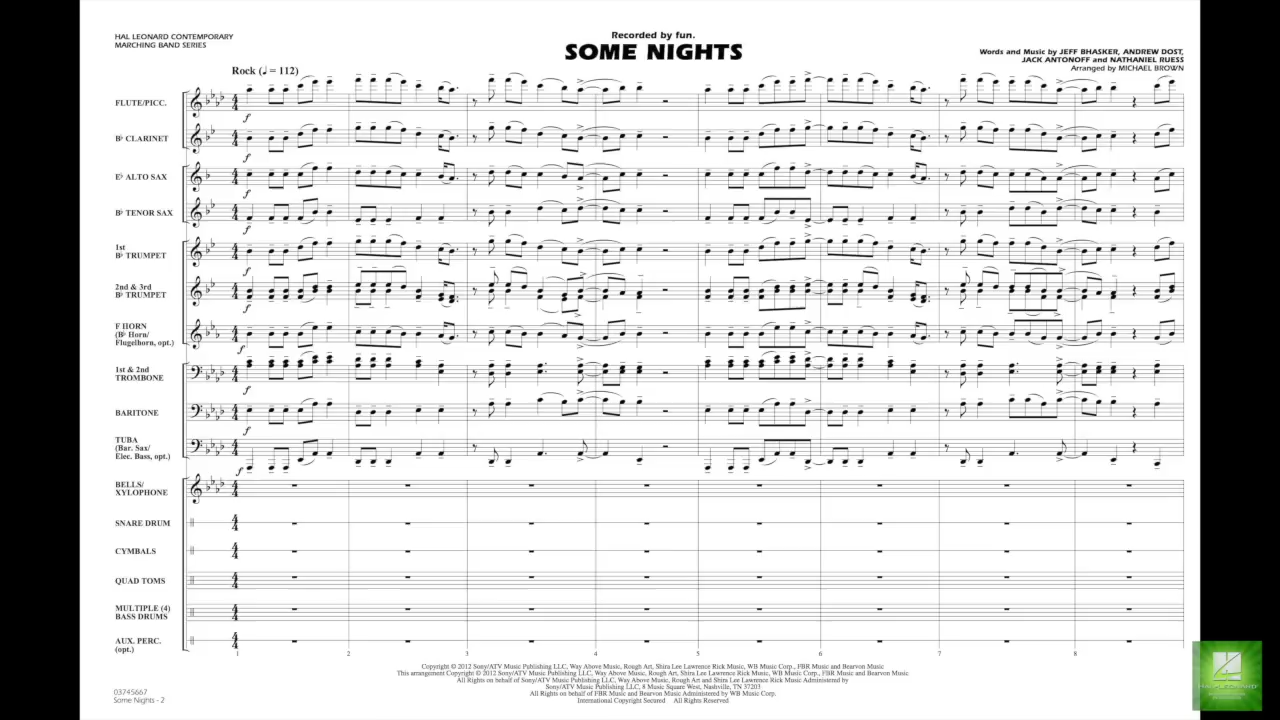 HAL LEONARD CONTEMPORARY
MARCHING BAND SERIES
Recorded by fun.
SOME NIGHTS
Words and Music by JEFF BHASKER, ANDREW DOST,
JACK ANTONOFF and NATHANIEL RUESS
Arranged by MICHAEL BROWN
Rock (♩ = 112)
FLUTE/PICC.
f
B♭ CLARINET
f
E♭ ALTO SAX
f
B♭ TENOR SAX
f
1st
B♭ TRUMPET
f
2nd & 3rd
B♭ TRUMPET
f
F HORN
(B♭ Horn/
Flugelhorn, opt.)
f
1st & 2nd
TROMBONE
f
BARITONE
f
TUBA
(Bar. Sax/
Elec. Bass, opt.)
f
BELLS/
XYLOPHONE
SNARE DRUM
CYMBALS
QUAD TOMS
MULTIPLE (4)
BASS DRUMS
AUX. PERC.
(opt.)
1 2 3 4 5 6 7 8
Copyright © 2012 Sony/ATV Music Publishing LLC, Way Above Music, Rough Art, Shira Lee Lawrence Rick Music, WB Music Corp., FBR Music and Bearvon Music
This arrangement Copyright © 2012 Sony/ATV Music Publishing LLC, Way Above Music, Rough Art, Shira Lee Lawrence Rick Music, WB Music Corp., FBR Music and Bearvon Music
All Rights on behalf of Sony/ATV Music Publishing LLC, Way Above Music, Rough Art and Shira Lee Lawrence Rick Music Administered by
Sony/ATV Music Publishing LLC, 8 Music Square West, Nashville, TN 37203
All Rights on behalf of FBR Music and Bearvon Music Administered by WB Music Corp.
International Copyright Secured All Rights Reserved
03745667
Some Nights - 2
HAL•LEONARD